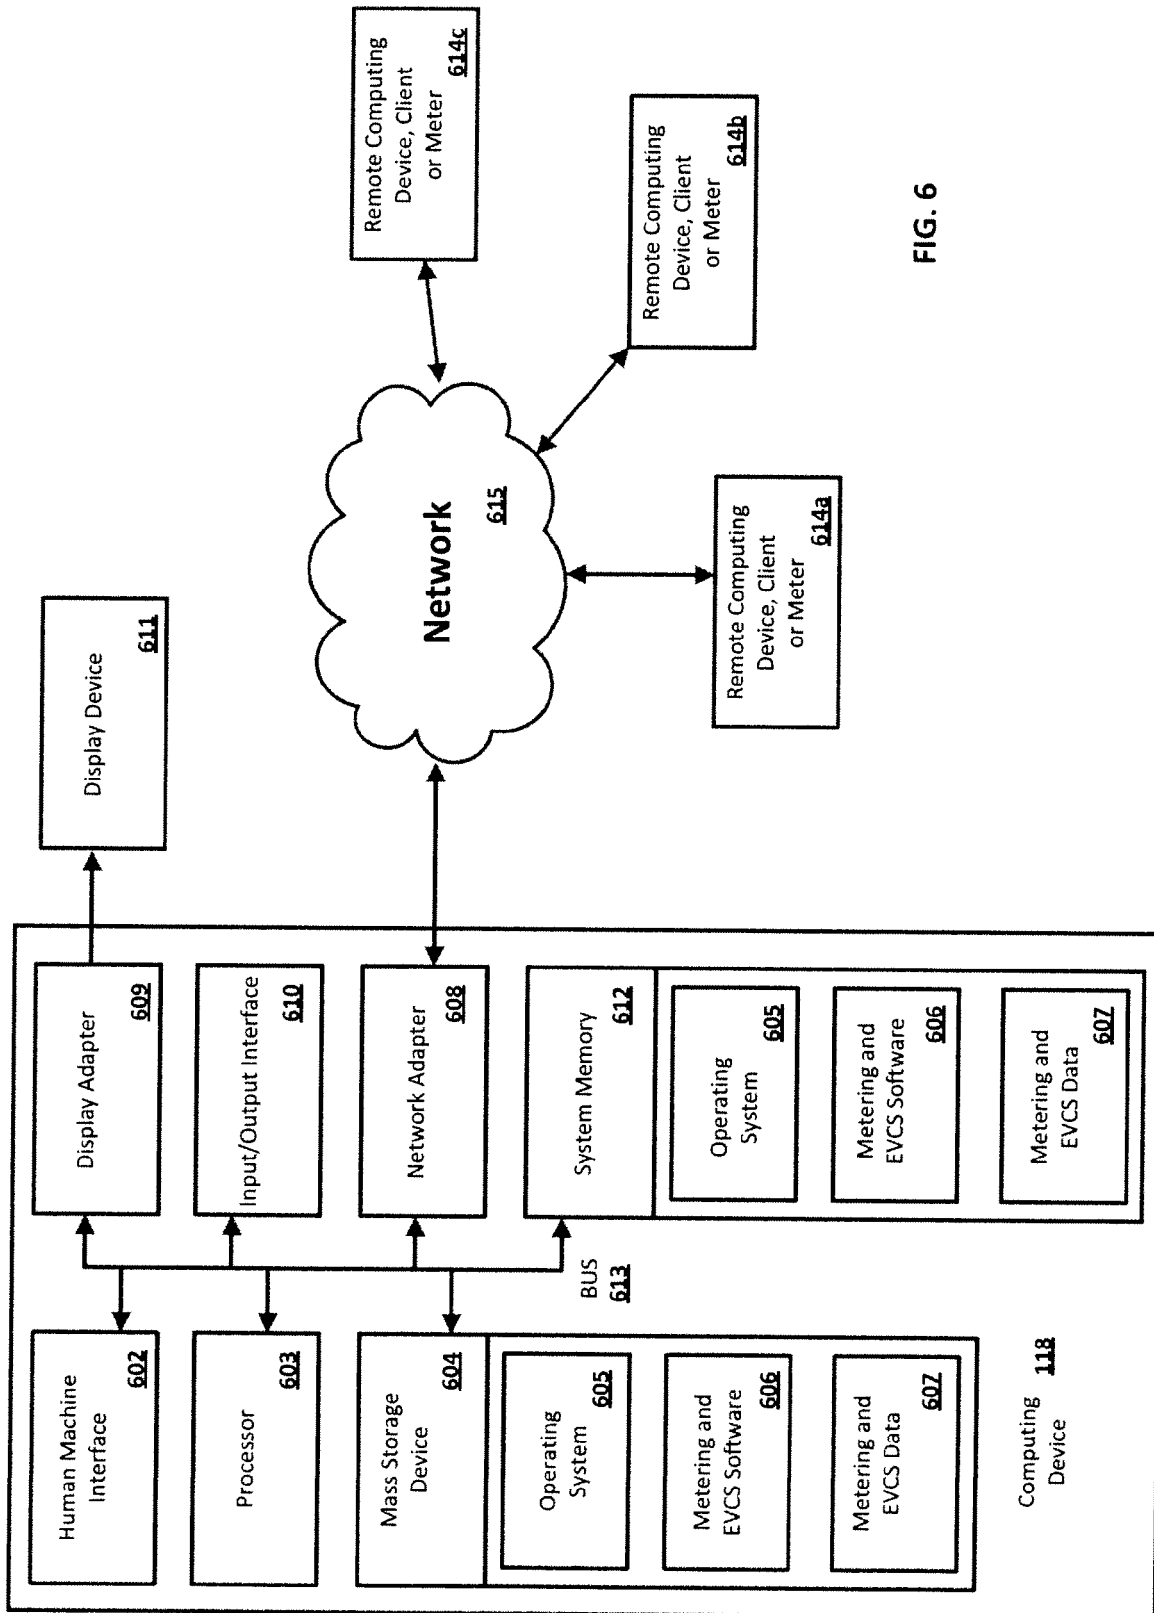 Human Machine
Interface
602
Processor
603
Mass Storage
Device
604
Operating
System
605
Metering and
EVCS Software
606
Metering and
EVCS Data
607
Computing
Device
118
BUS
613
Display Adapter
609
Input/Output Interface
610
Network Adapter
608
System Memory
612
Operating
System
605
Metering and
EVCS Software
606
Metering and
EVCS Data
607
Display Device
611
Network
615
Remote Computing
Device, Client
or Meter
614a
Remote Computing
Device, Client
or Meter
614b
Remote Computing
Device, Client
or Meter
614c
FIG. 6